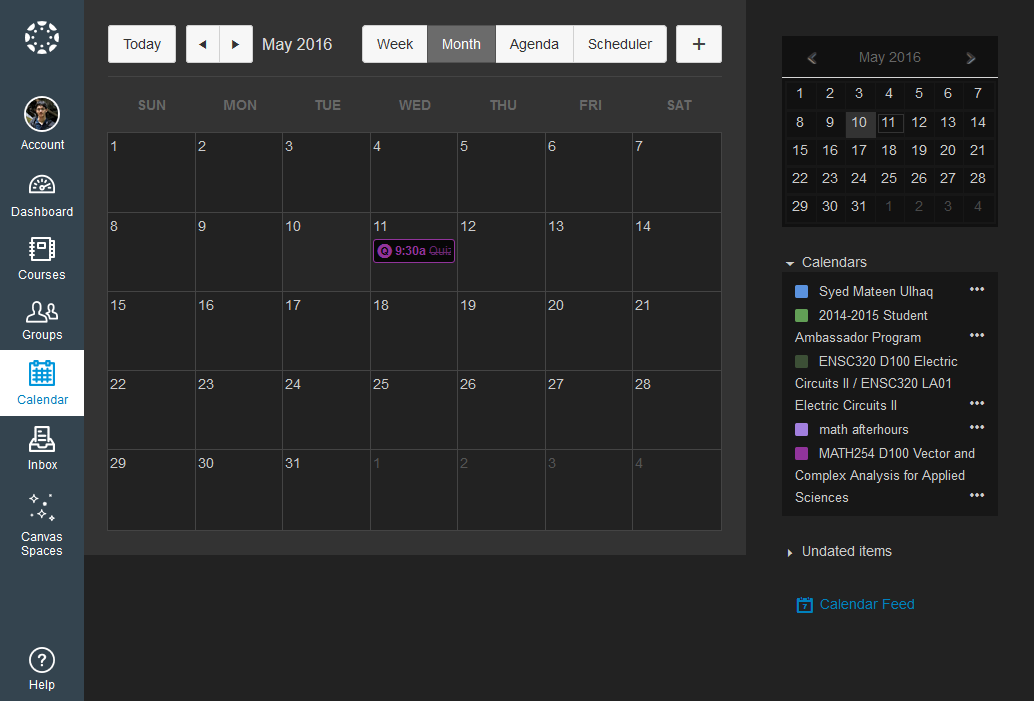 Account
Dashboard
Courses
Groups
Calendar
Inbox
Canvas
Spaces
Help
Today
May 2016
Week Month Agenda Scheduler +
SUN MON TUE WED THU FRI SAT
1 2 3 4 5 6 7
8 9 10 11 12 13 14
9:30a Quiz
15 16 17 18 19 20 21
22 23 24 25 26 27 28
29 30 31 1 2 3 4
May 2016
1 2 3 4 5 6 7
8 9 10 11 12 13 14
15 16 17 18 19 20 21
22 23 24 25 26 27 28
29 30 31 1 2 3 4
Calendars
Syed Mateen Ulhaq
2014-2015 Student
Ambassador Program
ENSC320 D100 Electric
Circuits II / ENSC320 LA01
Electric Circuits II
math afterhours
MATH254 D100 Vector and
Complex Analysis for Applied
Sciences
Undated items
7 Calendar Feed